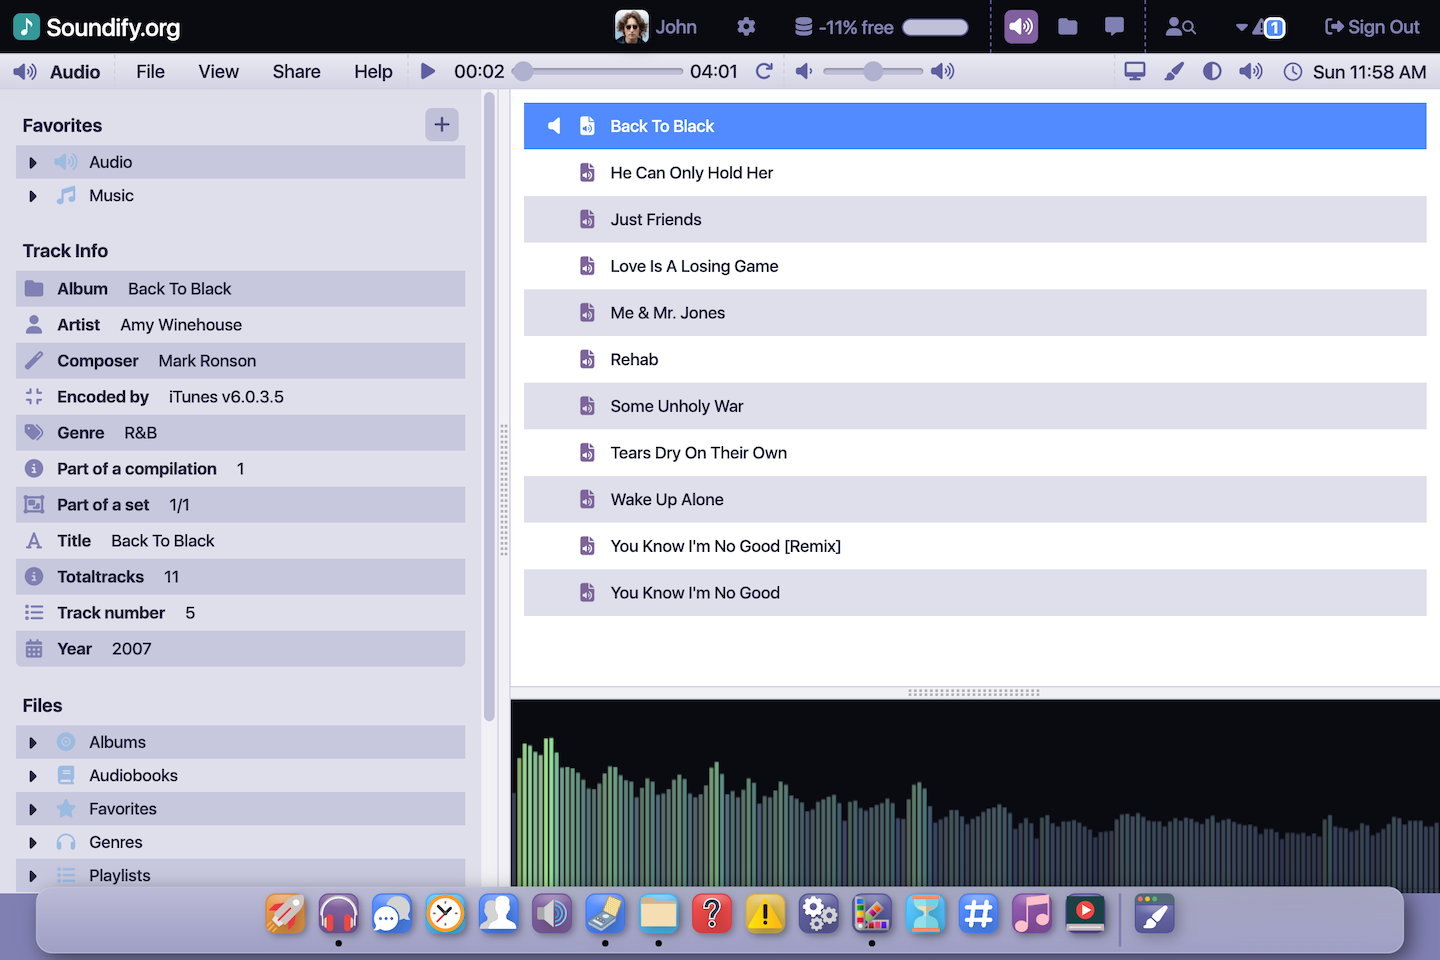 Soundify.org
John
-11% free
1
Sign Out
Audio
File
View
Share
Help
00:02
04:01
Sun 11:58 AM
Favorites
Audio
Music
Track Info
Album Back To Black
Artist Amy Winehouse
Composer Mark Ronson
Encoded by iTunes v6.0.3.5
Genre R&B
Part of a compilation 1
Part of a set 1/1
Title Back To Black
Totaltracks 11
Track number 5
Year 2007
Files
Albums
Audiobooks
Favorites
Genres
Playlists
Back To Black
He Can Only Hold Her
Just Friends
Love Is A Losing Game
Me & Mr. Jones
Rehab
Some Unholy War
Tears Dry On Their Own
Wake Up Alone
You Know I'm No Good [Remix]
You Know I'm No Good